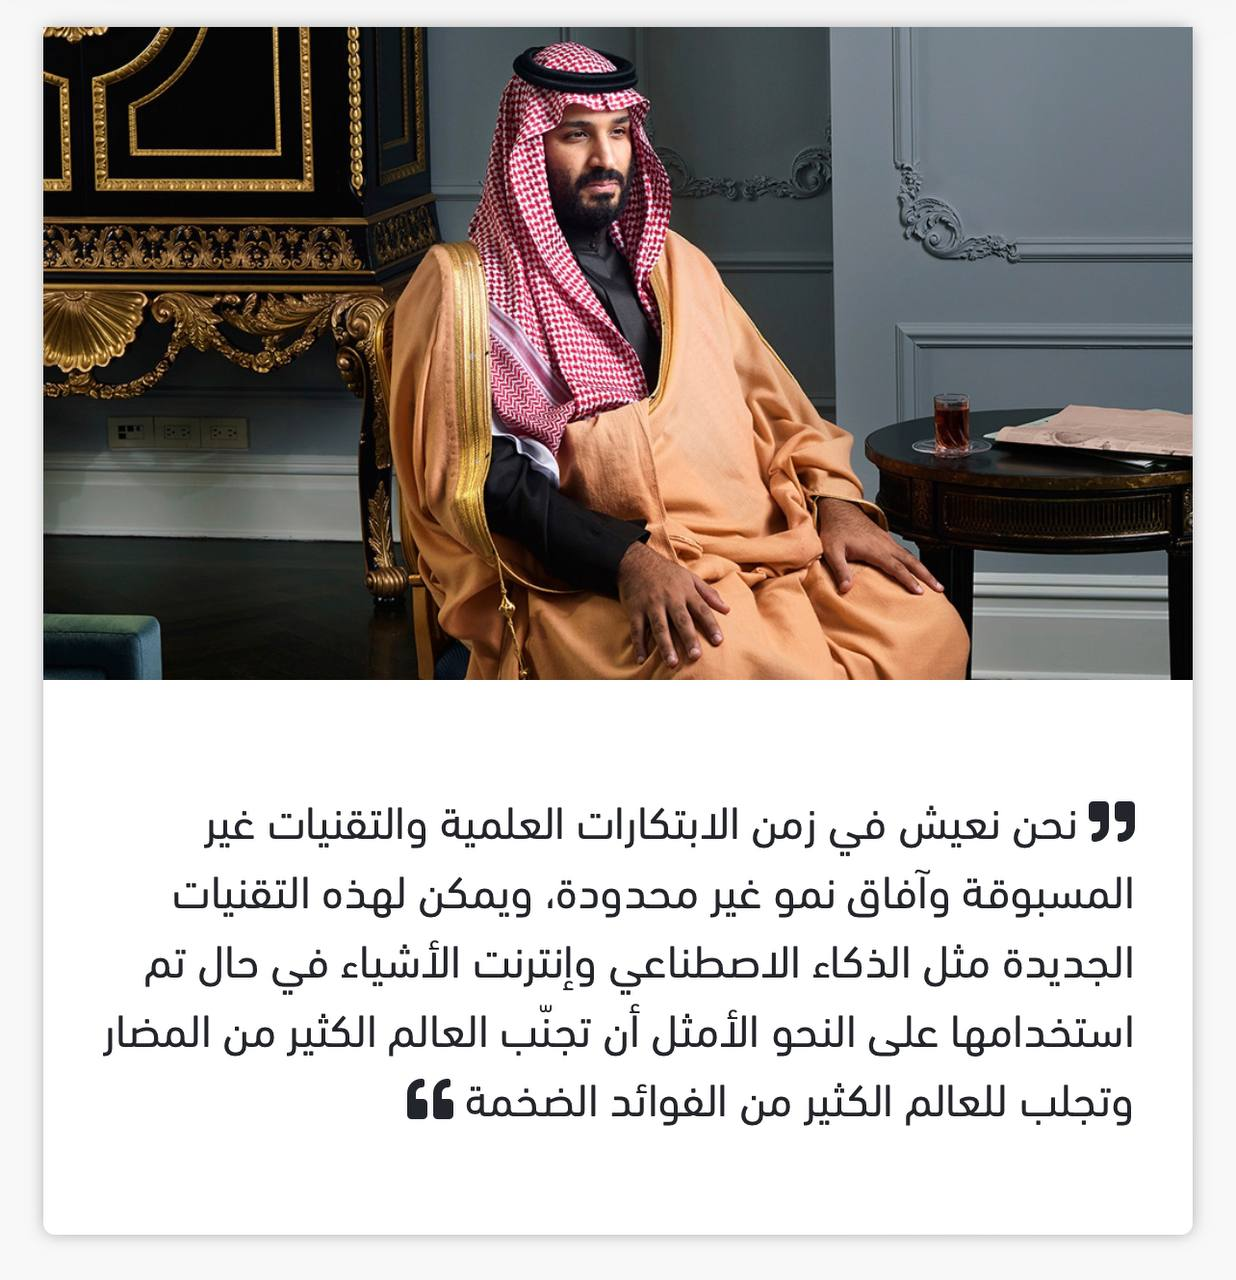 ” نحن نعيش في زمن الابتكارات العلمية والتقنيات غير
المسبوقة وآفاق نمو غير محدودة، ويمكن لهذه التقنيات
الجديدة مثل الذكاء الاصطناعي وإنترنت الأشياء في حال تم
استخدامها على النحو الأمثل أن تجنّب العالم الكثير من المضار
وتجلب للعالم الكثير من الفوائد الضخمة “